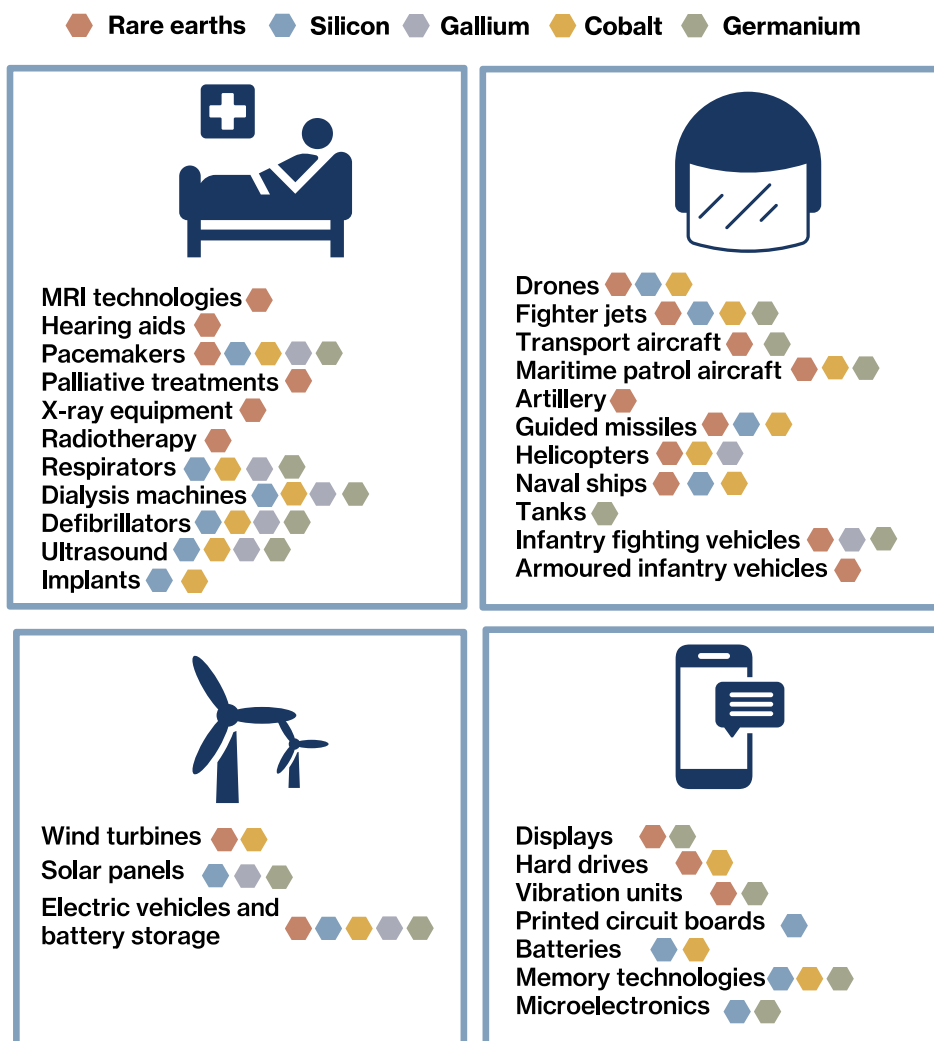 Rare earths Silicon Gallium Cobalt Germanium
MRI technologies
Hearing aids
Pacemakers
Palliative treatments
X-ray equipment
Radiotherapy
Respirators
Dialysis machines
Defibrillators
Ultrasound
Implants
Drones
Fighter jets
Transport aircraft
Maritime patrol aircraft
Artillery
Guided missiles
Helicopters
Naval ships
Tanks
Infantry fighting vehicles
Armoured infantry vehicles
Wind turbines
Solar panels
Electric vehicles and
battery storage
Displays
Hard drives
Vibration units
Printed circuit boards
Batteries
Memory technologies
Microelectronics